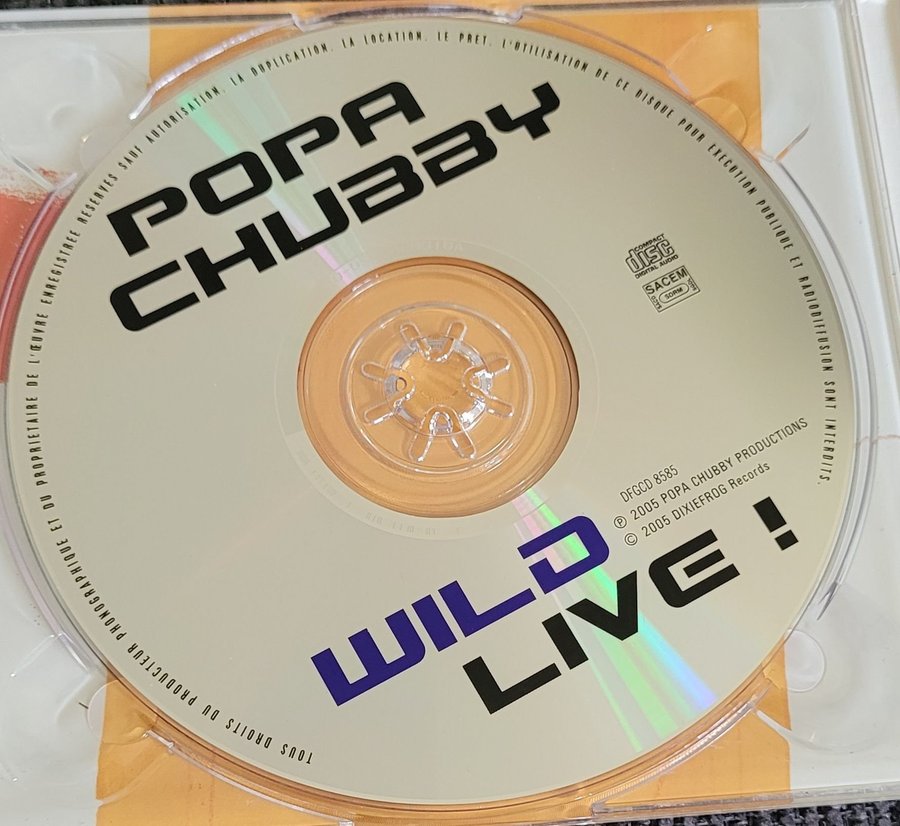 POPA
CHUBBY
COMPACT
disc
DIGITAL AUDIO
SACEM
SDRM
DFGCD 8585
℗ 2005 POPA CHUBBY PRODUCTIONS
© 2005 DIXIEFROG Records
WILD
LIVE !
TOUS DROITS DU PRODUCTEUR PHONOGRAPHIQUE ET DU PROPRIETAIRE DE L'ŒUVRE ENREGISTREE RESERVES SAUF AUTORISATION, LA DUPLICATION, LA LOCATION, LE PRET, L'UTILISATION DE CE DISQUE POUR EXECUTION PUBLIQUE ET RADIODIFFUSION SONT INTERDITS.